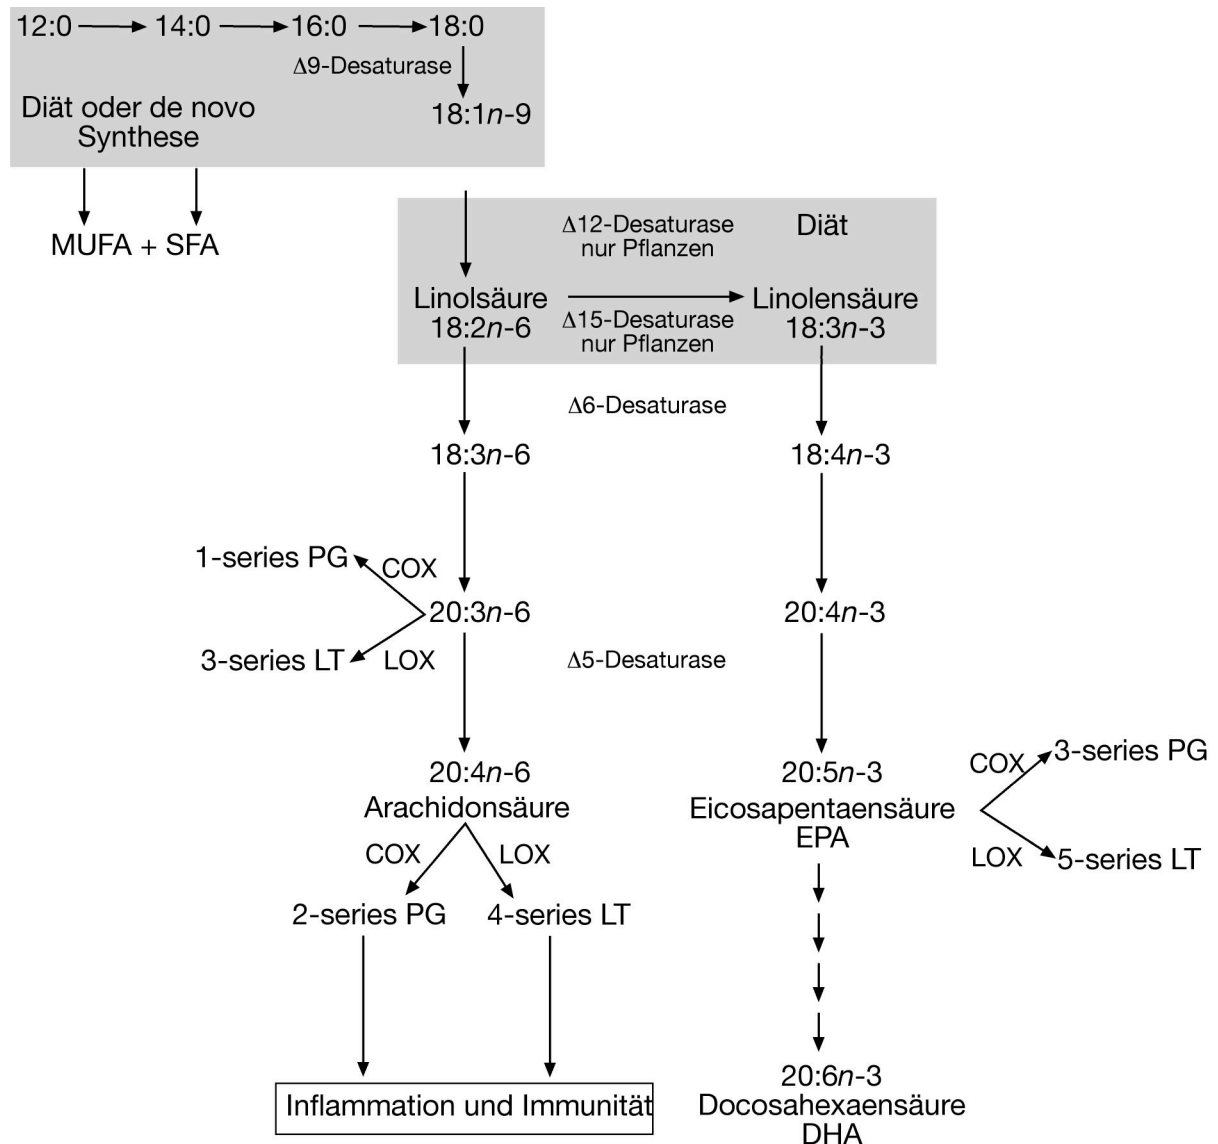 12:0 14:0 16:0 18:0
Δ9-Desaturase
Diät oder de novo
Synthese
18:1n-9
MUFA + SFA
Δ12-Desaturase
nur Pflanzen
Diät
Linolsäure
18:2n-6
Δ15-Desaturase
nur Pflanzen
Linolensäure
18:3n-3
Δ6-Desaturase
18:3n-6
18:4n-3
1-series PG
COX
20:3n-6
20:4n-3
3-series LT
LOX
Δ5-Desaturase
20:4n-6
Arachidonsäure
20:5n-3
Eicosapentaensäure
EPA
COX
3-series PG
LOX
5-series LT
COX
LOX
2-series PG
4-series LT
Inflammation und Immunität
20:6n-3
Docosahexaensäure
DHA